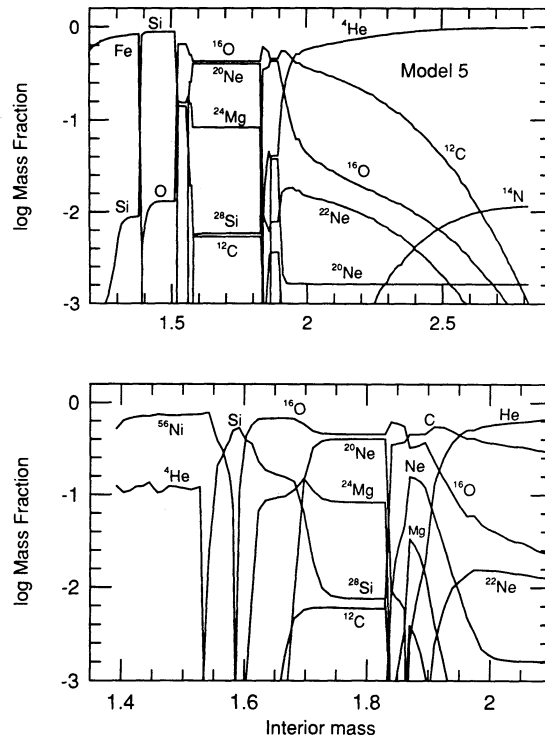 0
-1
-2
-3
log Mass Fraction
1.5
2
2.5
Fe
Si
¹⁶O
²⁰Ne
²⁴Mg
²⁸Si
¹²C
Si
O
⁴He
Model 5
¹²C
¹⁶O
¹⁴N
²²Ne
²⁰Ne
0
-1
-2
-3
log Mass Fraction
⁵⁶Ni
⁴He
Si
¹⁶O
²⁰Ne
²⁴Mg
²⁸Si
¹²C
C
He
Ne
¹⁶O
Mg
²²Ne
1.4
1.6
1.8
2
Interior mass